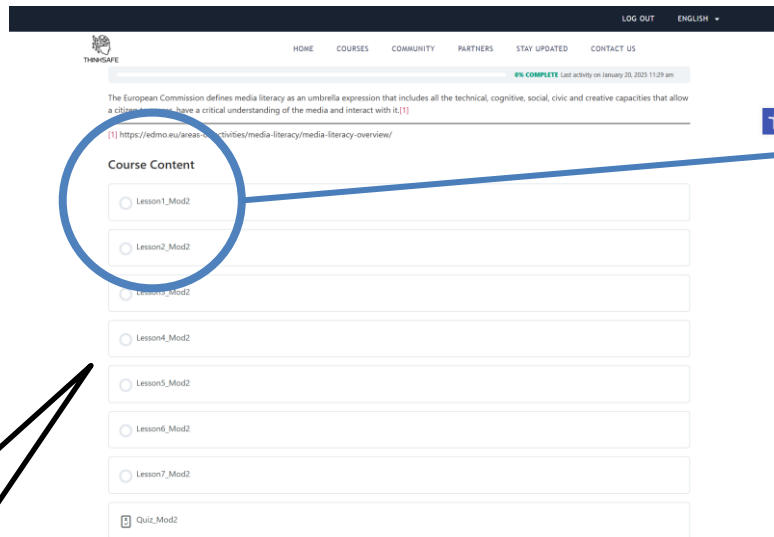 LOG OUT ENGLISH
THINHSAFE
HOME COURSES COMMUNITY PARTNERS STAY UPDATED CONTACT US
0% COMPLETE Last activity on January 20, 2025 11:29 am
The European Commission defines media literacy as an umbrella expression that includes all the technical, cognitive, social, civic and creative capacities that allow
a citizen to have a critical understanding of the media and interact with it.[1]
[1] https://edmo.eu/areas-of-activities/media-literacy/media-literacy-overview/
Course Content
Lesson1_Mod2
Lesson2_Mod2
Lesson3_Mod2
Lesson4_Mod2
Lesson5_Mod2
Lesson6_Mod2
Lesson7_Mod2
Quiz_Mod2